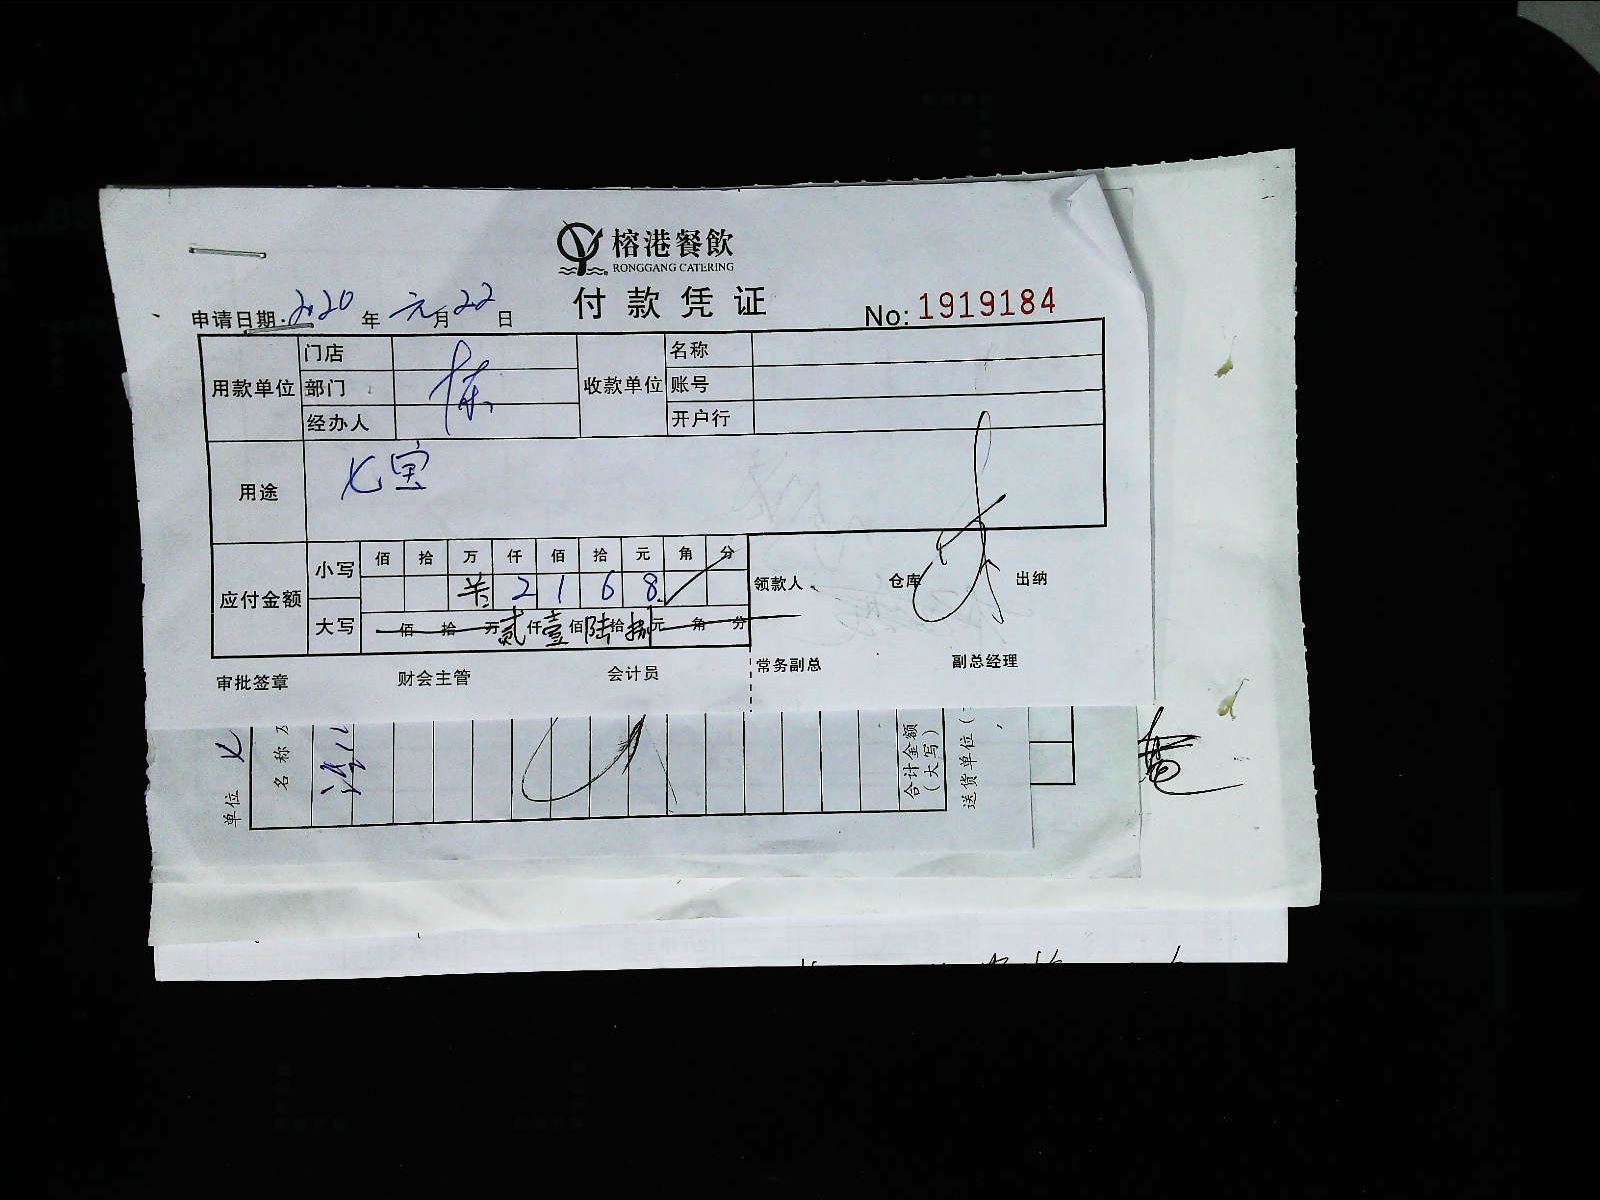 榕港餐飲
RONGGANG CATERING
付款凭证
No: 1919184
申请日期: 2020 年 元月 22 日
用款单位 门店 收款单位 名称
部门 账号
经办人 开户行
用途 七宝
应付金额 小写 佰 拾 万 仟 佰 拾 元 角 分
2 1 6 8
大写 佰 拾 万 贰 仟 壹 佰 陆 拾 捌 元 角 分
领款人 仓库 出纳
审批签章 财会主管 会计员 常务副总 副总经理
单位 七
名称及
合计金额
(大写)
送货单位(